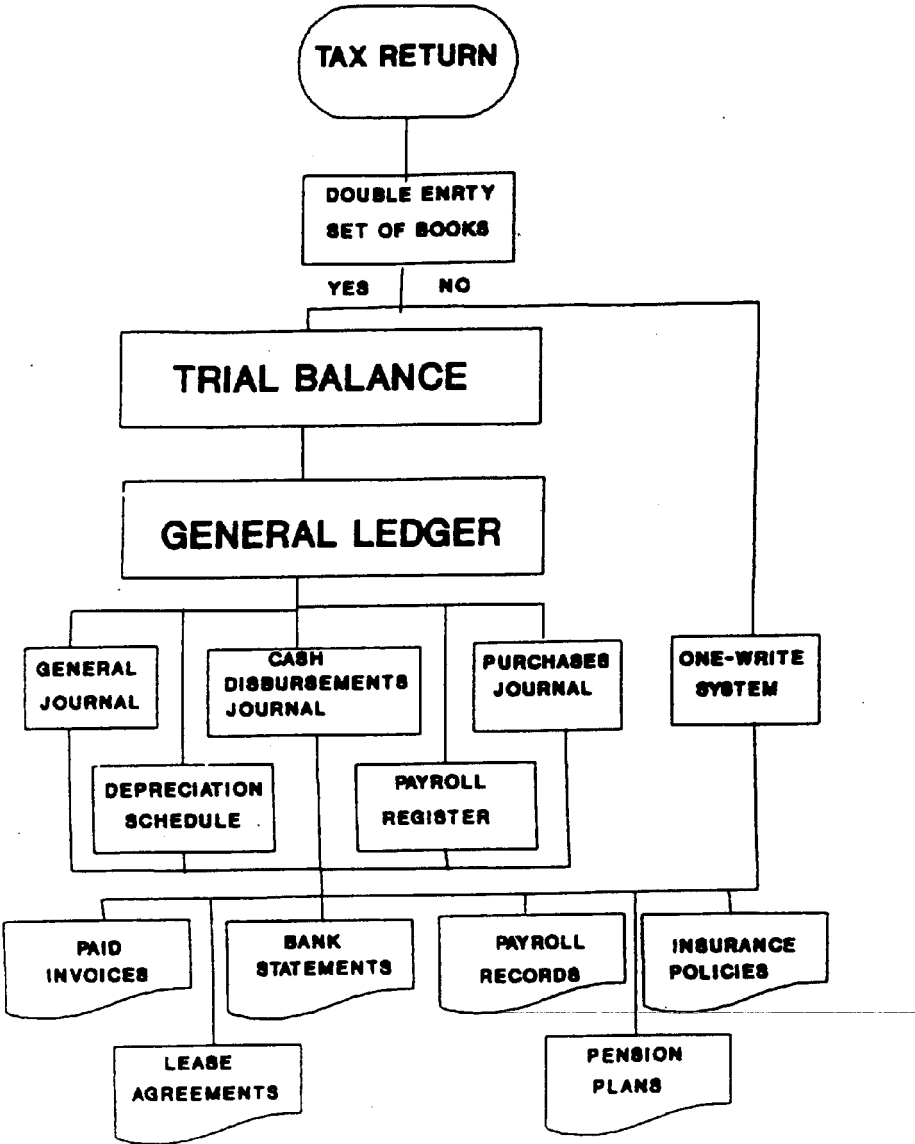 TAX RETURN
DOUBLE ENRTY
SET OF BOOKS
YES
NO
TRIAL BALANCE
GENERAL LEDGER
GENERAL
JOURNAL
CASH
DISBURSEMENTS
JOURNAL
PURCHASES
JOURNAL
ONE-WRITE
SYSTEM
DEPRECIATION
SCHEDULE
PAYROLL
REGISTER
PAID
INVOICES
BANK
STATEMENTS
PAYROLL
RECORDS
INSURANCE
POLICIES
LEASE
AGREEMENTS
PENSION
PLANS